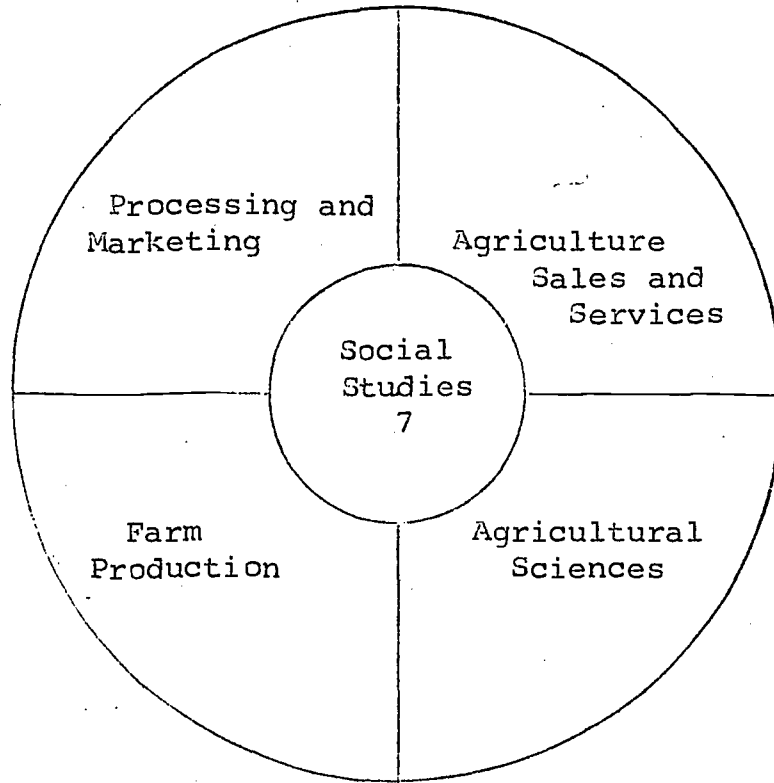 Processing and
Marketing
Agriculture
Sales and
Services
Social
Studies
7
Farm
Production
Agricultural
Sciences